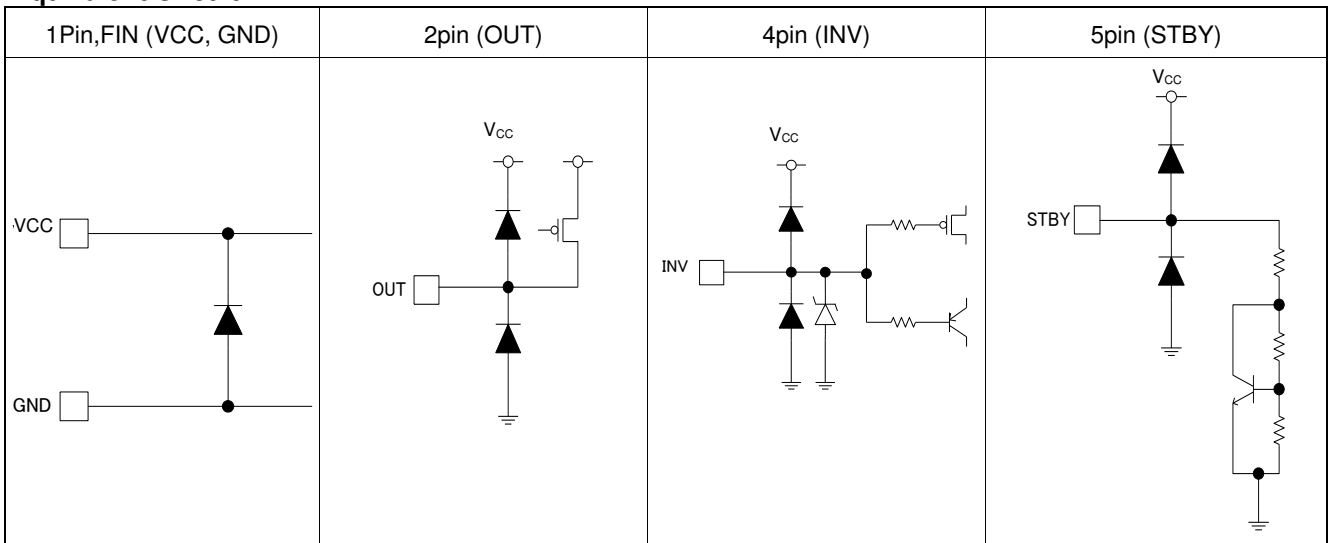 1Pin,FIN (VCC, GND)
2pin (OUT)
4pin (INV)
5pin (STBY)
VCC
GND
VCC
OUT
VCC
INV
VCC
STBY